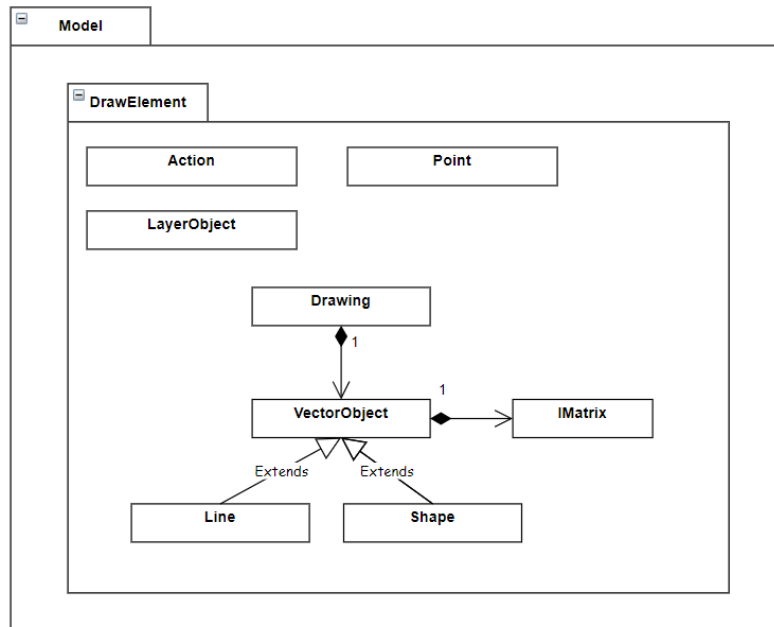 Model
DrawElement
Action
Point
LayerObject
Drawing
1
1
VectorObject
IMatrix
Extends
Extends
Line
Shape